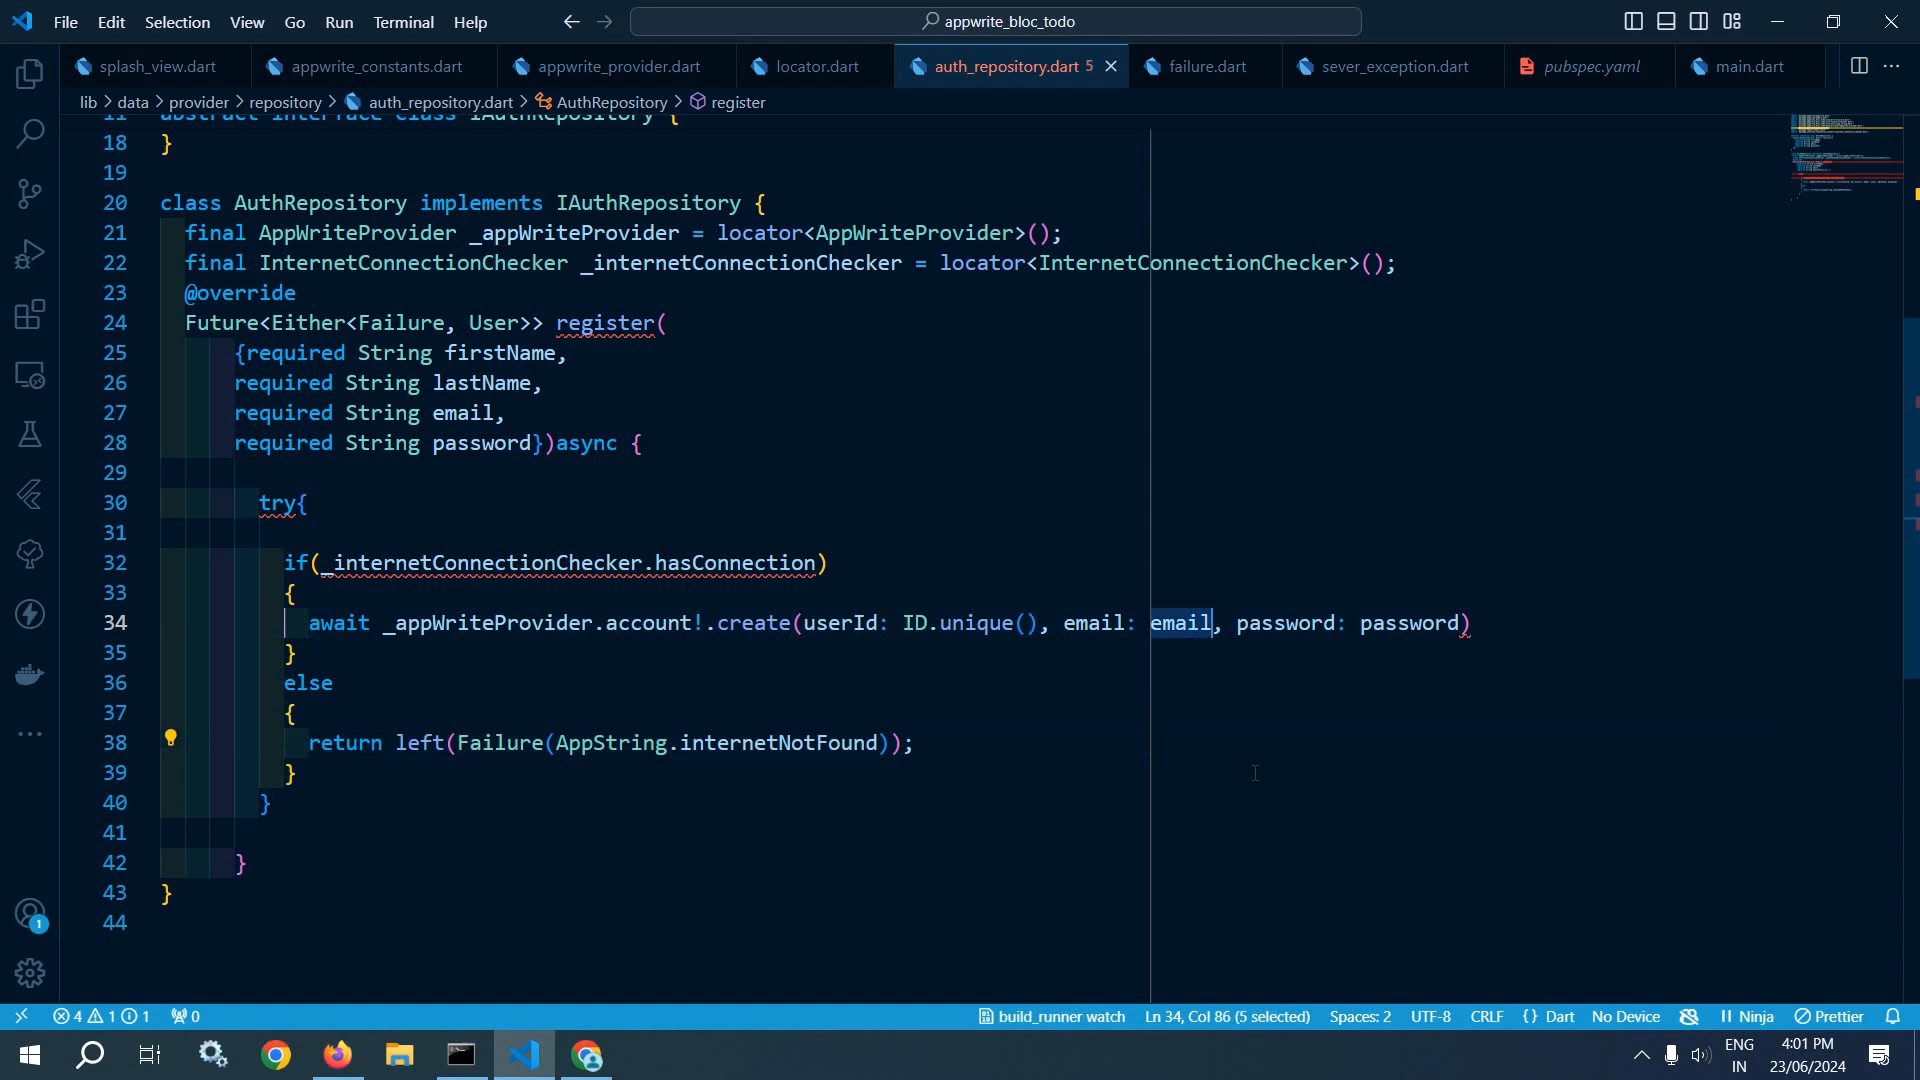 File Edit Selection View Go Run Terminal Help
appwrite_bloc_todo
splash_view.dart appwrite_constants.dart appwrite_provider.dart locator.dart auth_repository.dart 5 failure.dart sever_exception.dart pubspec.yaml main.dart
lib > data > provider > repository > auth_repository.dart > AuthRepository > register
abstract interface class IAuthRepository {
18 }
19
20 class AuthRepository implements IAuthRepository {
21 final AppWriteProvider _appWriteProvider = locator<AppWriteProvider>();
22 final InternetConnectionChecker _internetConnectionChecker = locator<InternetConnectionChecker>();
23 @override
24 Future<Either<Failure, User>> register(
25 {required String firstName,
26 required String lastName,
27 required String email,
28 required String password})async {
29
30 try{
31
32 if(_internetConnectionChecker.hasConnection)
33 {
34 await _appWriteProvider.account!.create(userId: ID.unique(), email: email, password: password)
35 }
36 else
37 {
38 return left(Failure(AppString.internetNotFound));
39 }
40 }
41
42 }
43 }
44
1
4 1 1 0 build_runner watch Ln 34, Col 86 (5 selected) Spaces: 2 UTF-8 CRLF {} Dart No Device Ninja Prettier
ENG
IN
4:01 PM
23/06/2024